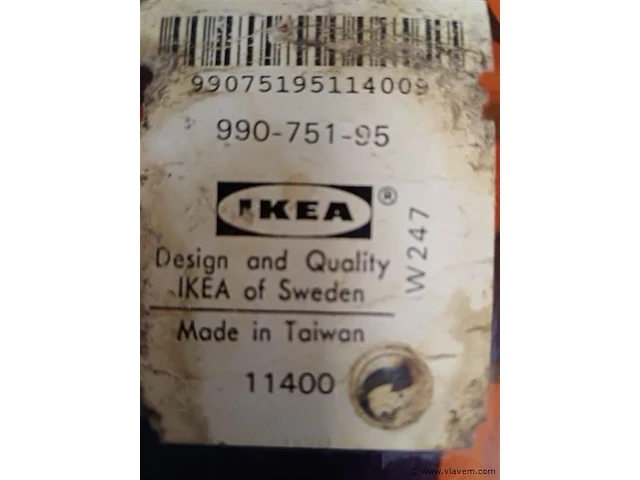 99075195114009
990-751-95
IKEA®
Design and Quality
IKEA of Sweden
W247
Made in Taiwan
11400
© www.vlavem.com